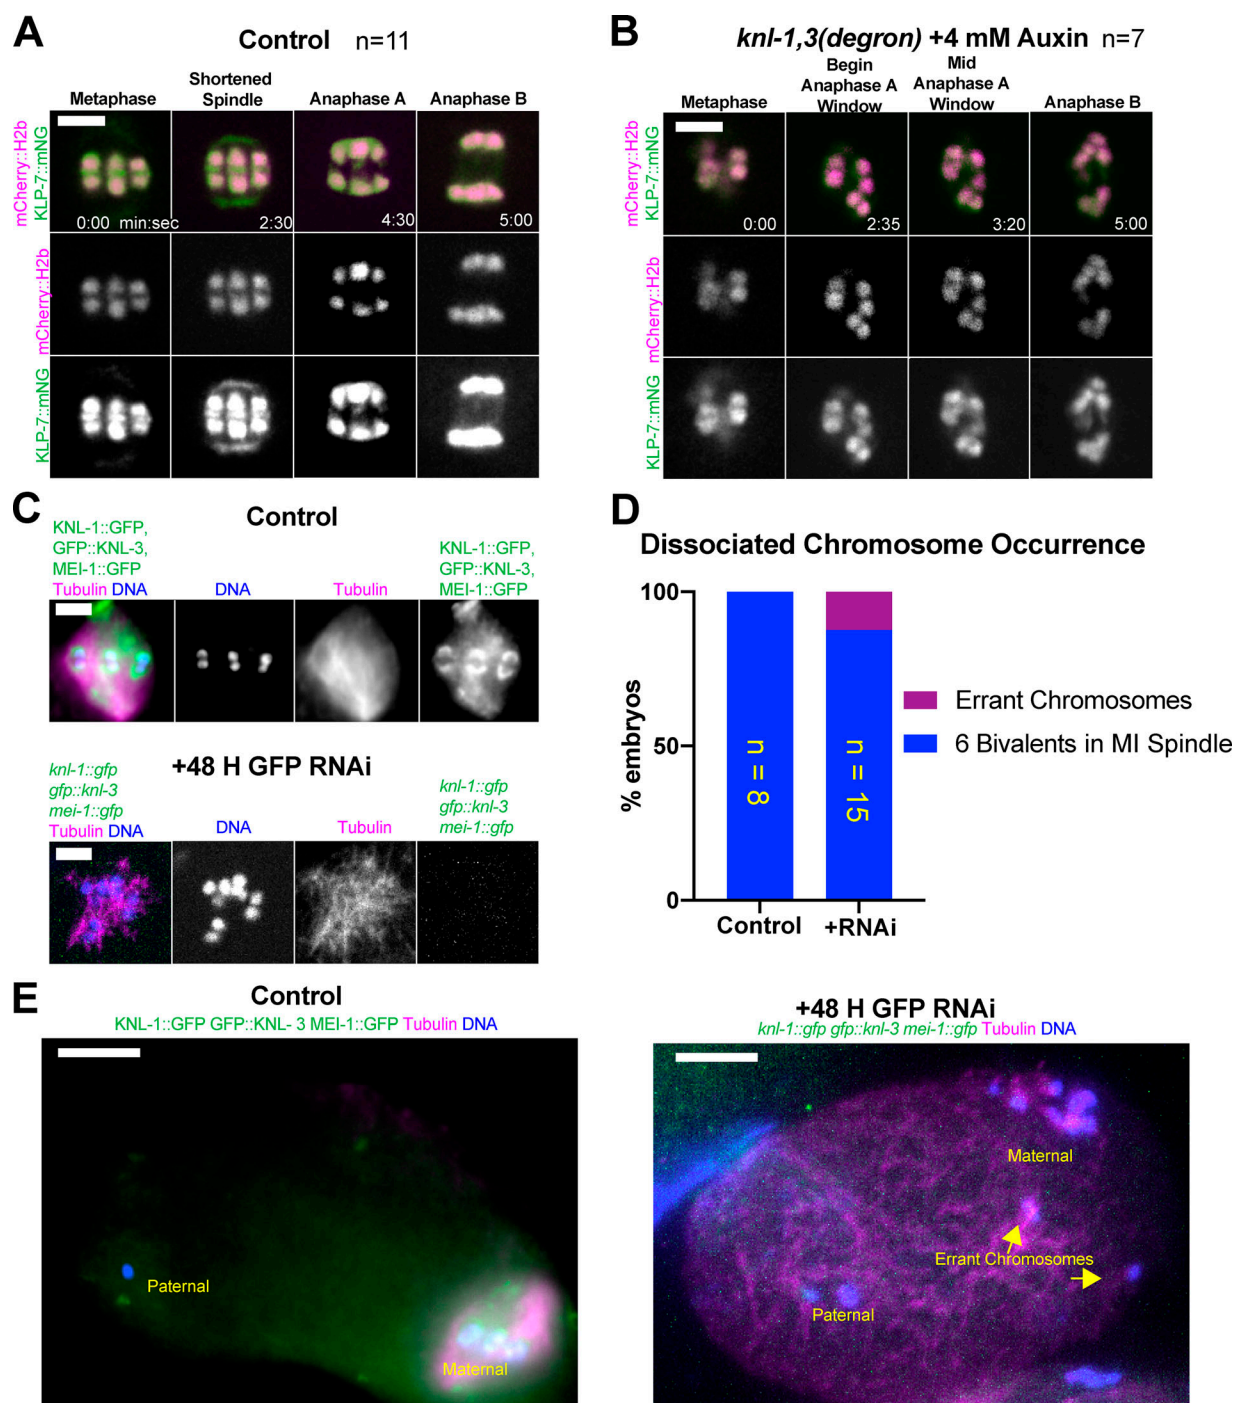 A
Control n=11
Metaphase
Shortened
Spindle
Anaphase A
Anaphase B
mCherry::H2b
KLP-7::mNG
0:00 min:sec
2:30
4:30
5:00
mCherry::H2b
KLP-7::mNG
B
knl-1,3(degron) +4 mM Auxin n=7
Metaphase
Begin
Anaphase A
Window
Mid
Anaphase A
Window
Anaphase B
mCherry::H2b
KLP-7::mNG
0:00
2:35
3:20
5:00
mCherry::H2b
KLP-7::mNG
C
Control
KNL-1::GFP,
GFP::KNL-3,
MEI-1::GFP
Tubulin DNA
DNA
Tubulin
KNL-1::GFP,
GFP::KNL-3,
MEI-1::GFP
+48 H GFP RNAi
knl-1::gfp
gfp::knl-3
mei-1::gfp
Tubulin DNA
DNA
Tubulin
knl-1::gfp
gfp::knl-3
mei-1::gfp
D
Dissociated Chromosome Occurrence
% embryos
100
50
0
n = 8
n = 15
Control
+RNAi
Errant Chromosomes
6 Bivalents in MI Spindle
E
Control
KNL-1::GFP GFP::KNL- 3 MEI-1::GFP Tubulin DNA
Paternal
Maternal
+48 H GFP RNAi
knl-1::gfp gfp::knl-3 mei-1::gfp Tubulin DNA
Maternal
Errant Chromosomes
Paternal